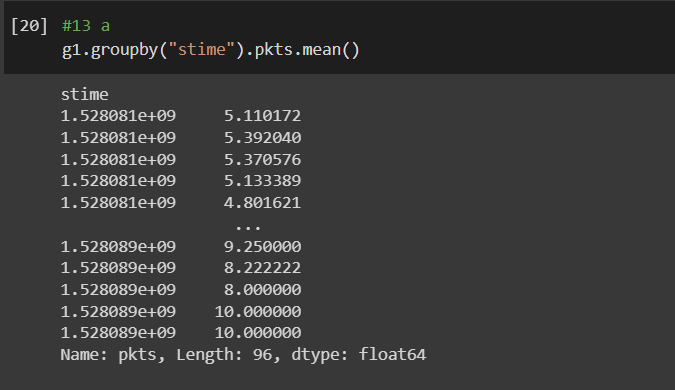 [20] #13 a
g1.groupby("stime").pkts.mean()
stime
1.528081e+09 5.110172
1.528081e+09 5.392040
1.528081e+09 5.370576
1.528081e+09 5.133389
1.528081e+09 4.801621
...
1.528089e+09 9.250000
1.528089e+09 8.222222
1.528089e+09 8.000000
1.528089e+09 10.000000
1.528089e+09 10.000000
Name: pkts, Length: 96, dtype: float64